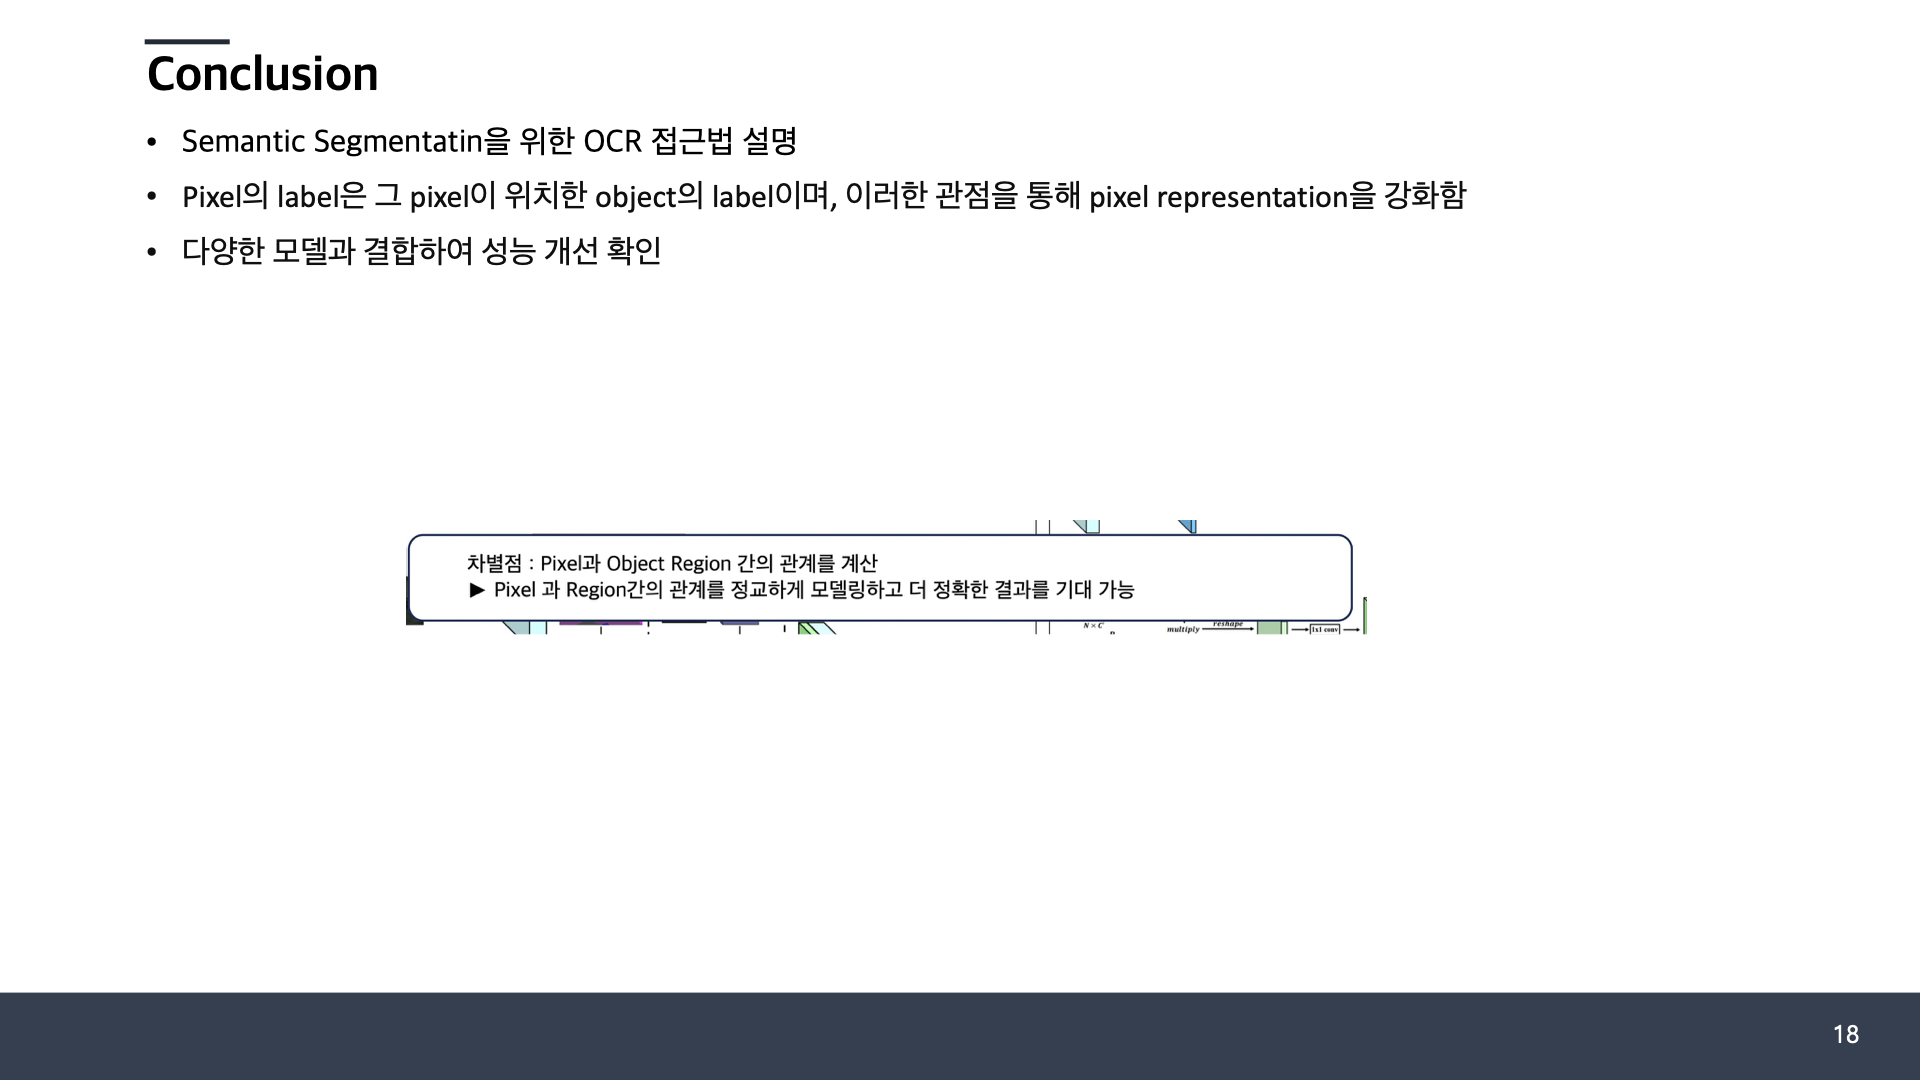 Conclusion
• Semantic Segmentatin을 위한 OCR 접근법 설명
• Pixel의 label은 그 pixel이 위치한 object의 label이며, 이러한 관점을 통해 pixel representation을 강화함
• 다양한 모델과 결합하여 성능 개선 확인
차별점 : Pixel과 Object Region 간의 관계를 계산
▶ Pixel 과 Region간의 관계를 정교하게 모델링하고 더 정확한 결과를 기대 가능
N × C
multiply
reshape
1x1 conv
18